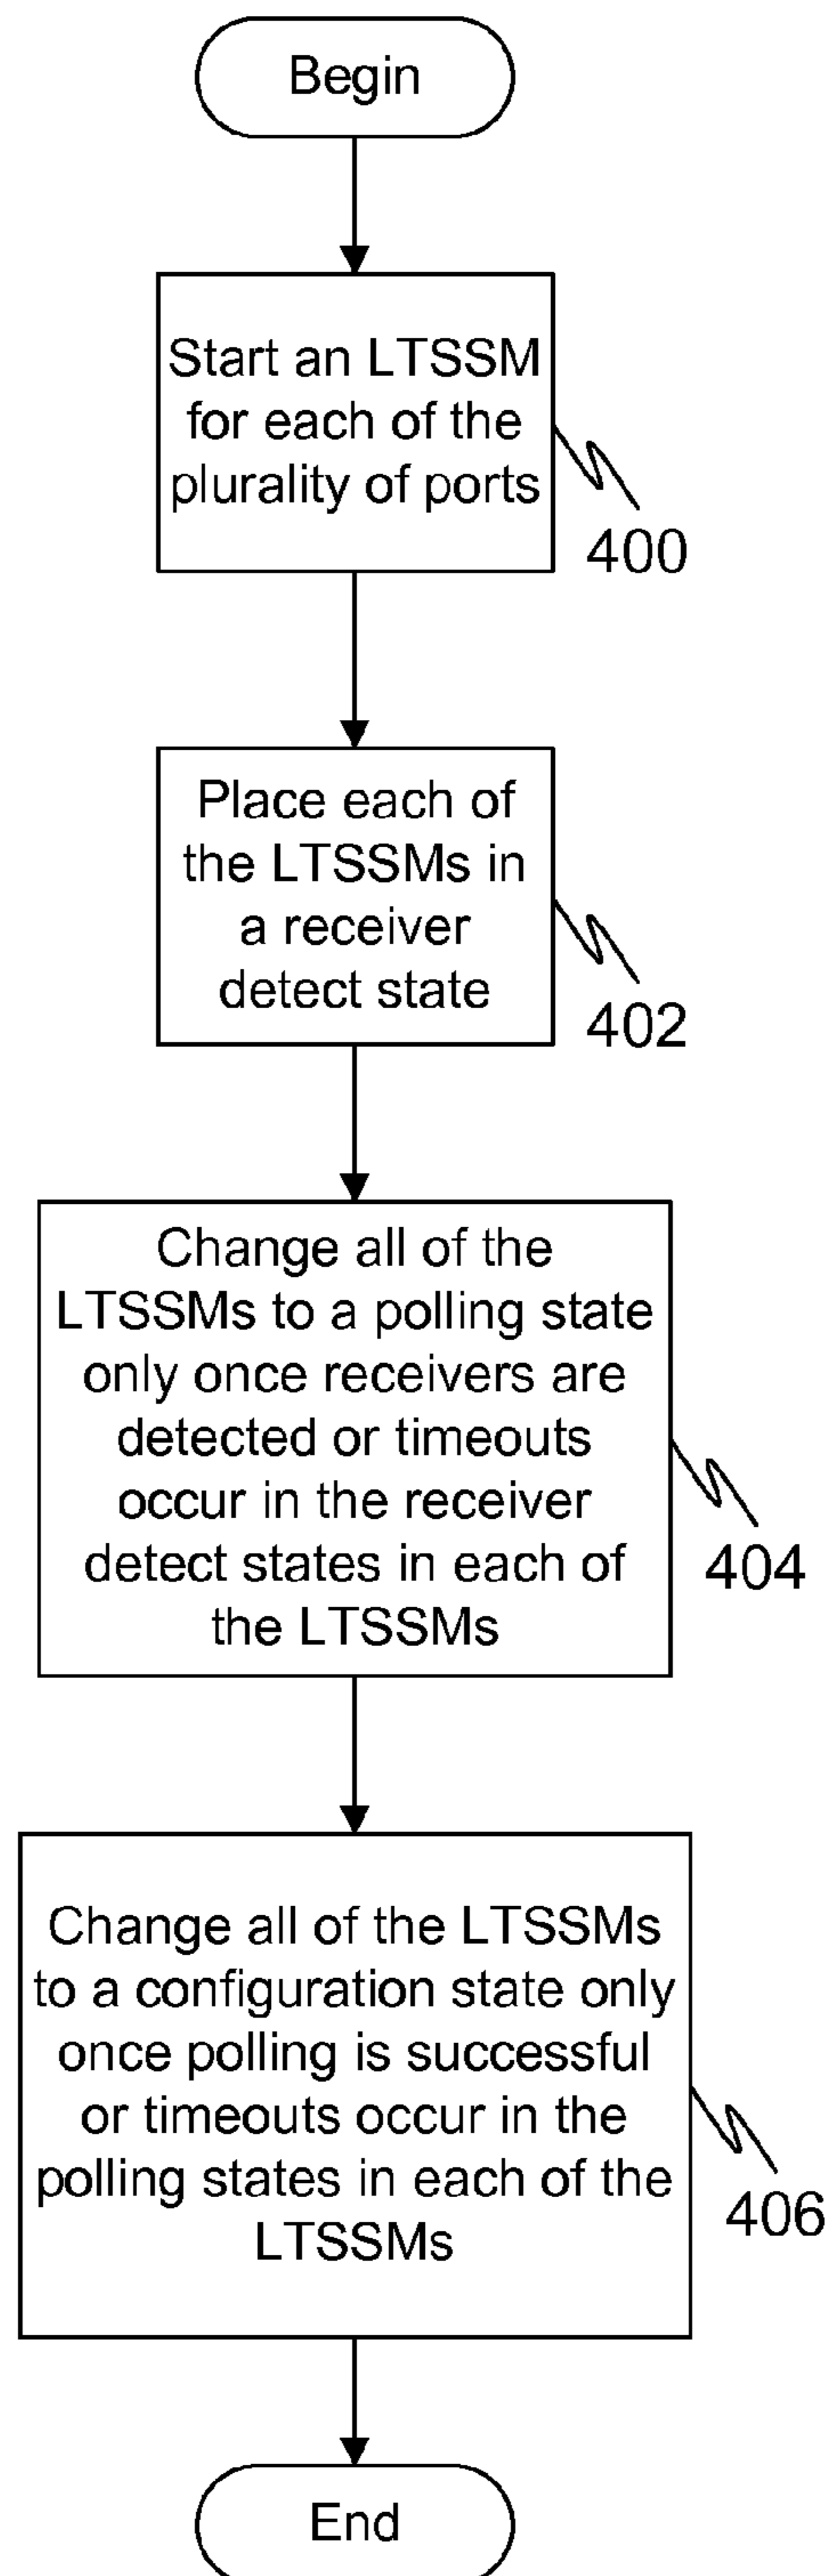 Begin
Start an LTSSM
for each of the
plurality of ports
400
Place each of
the LTSSMs in
a receiver
detect state
402
Change all of the
LTSSMs to a polling state
only once receivers are
detected or timeouts
occur in the receiver
detect states in each of
the LTSSMs
404
Change all of the LTSSMs
to a configuration state only
once polling is successful
or timeouts occur in the
polling states in each of the
LTSSMs
406
End